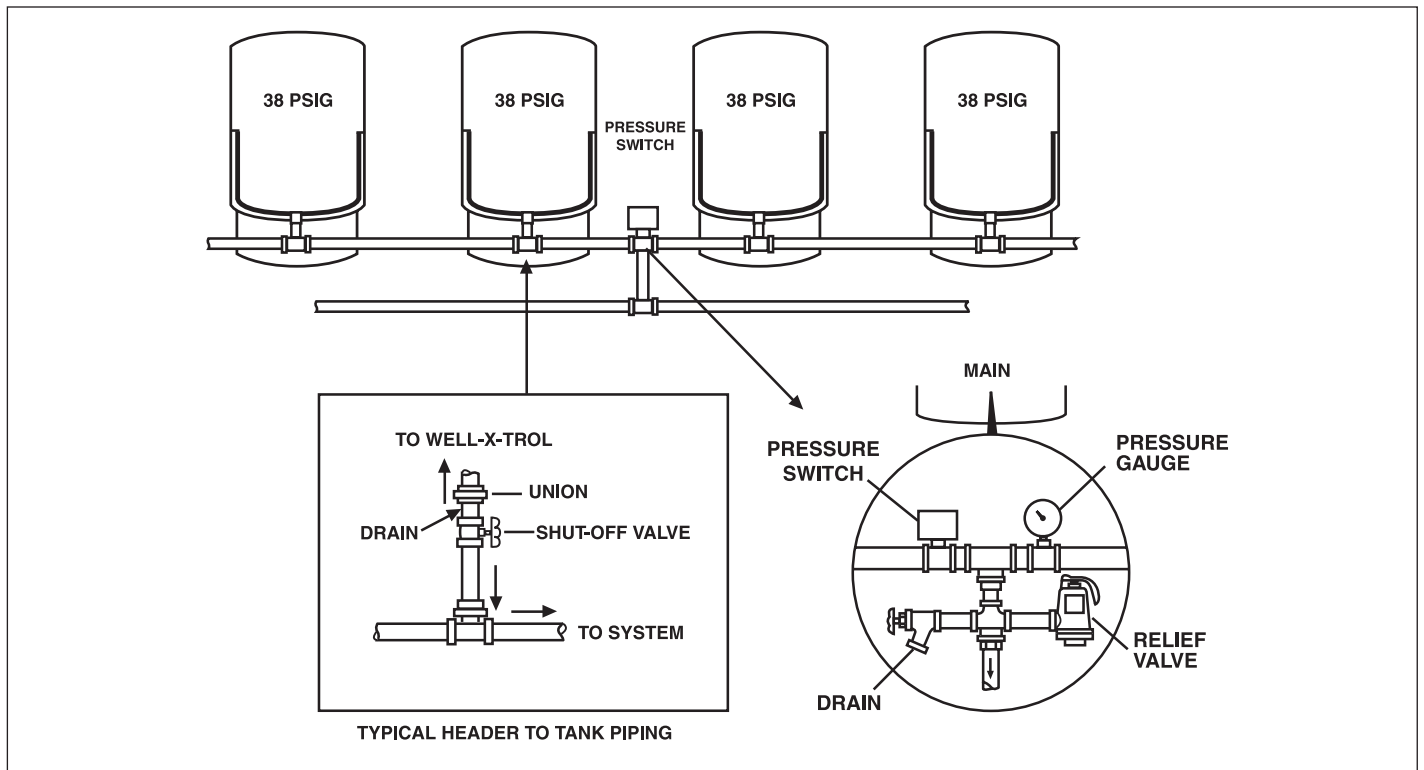 38 PSIG
38 PSIG
38 PSIG
38 PSIG
PRESSURE
SWITCH
TO WELL-X-TROL
UNION
DRAIN
SHUT-OFF VALVE
TO SYSTEM
TYPICAL HEADER TO TANK PIPING
MAIN
PRESSURE
SWITCH
PRESSURE
GAUGE
RELIEF
VALVE
DRAIN